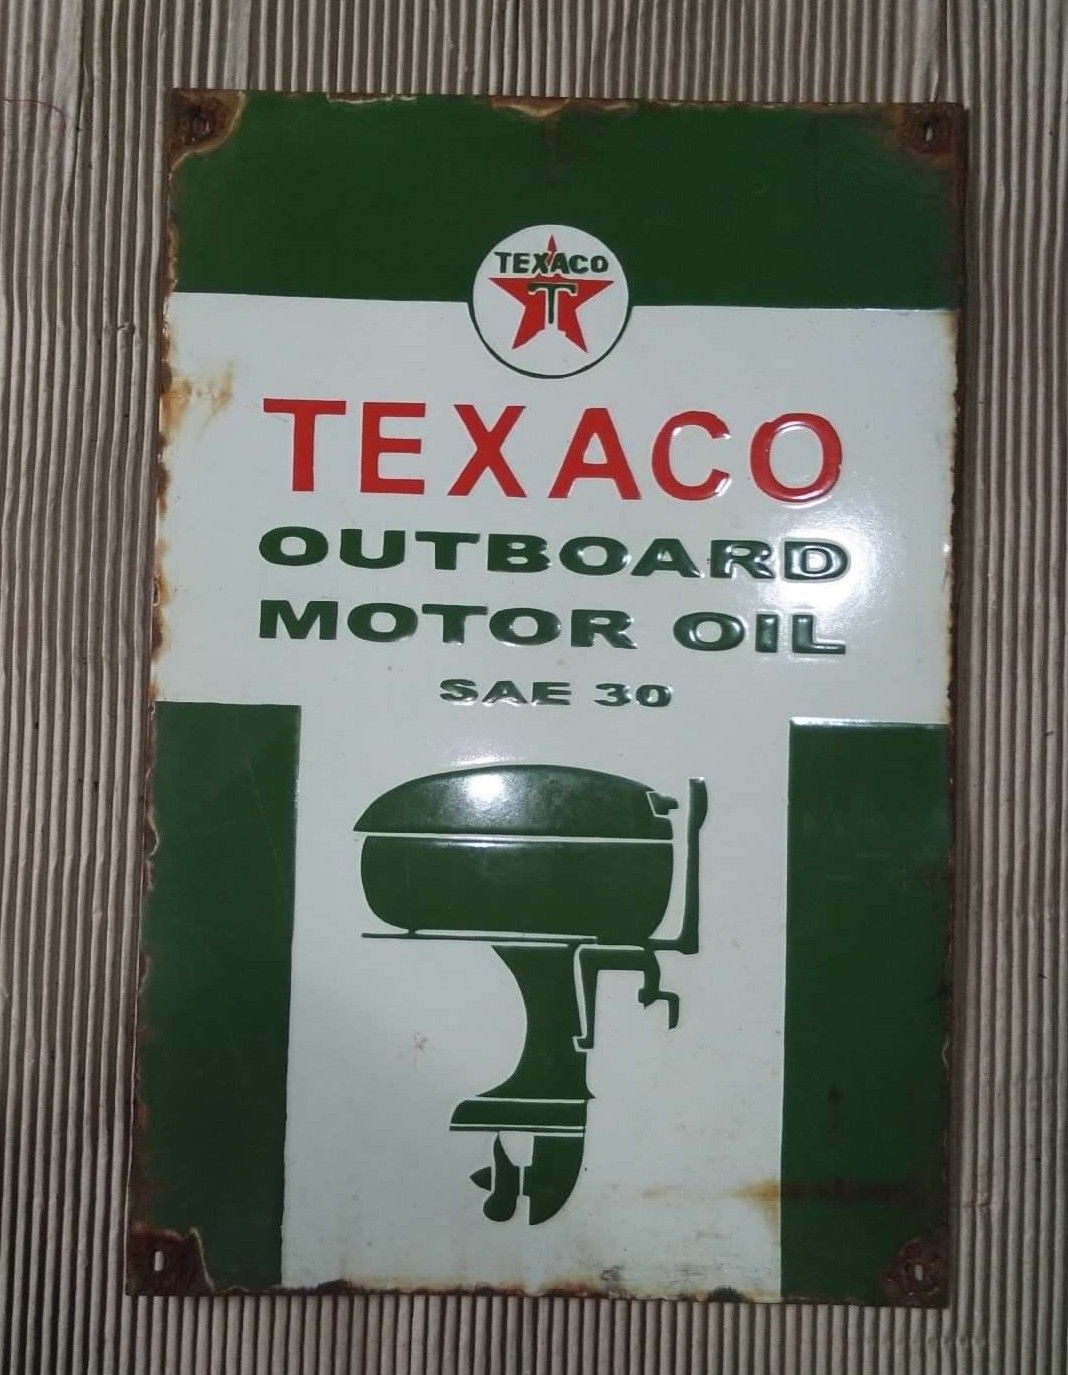 TEXACO
T
TEXACO
OUTBOARD
MOTOR OIL
SAE 30